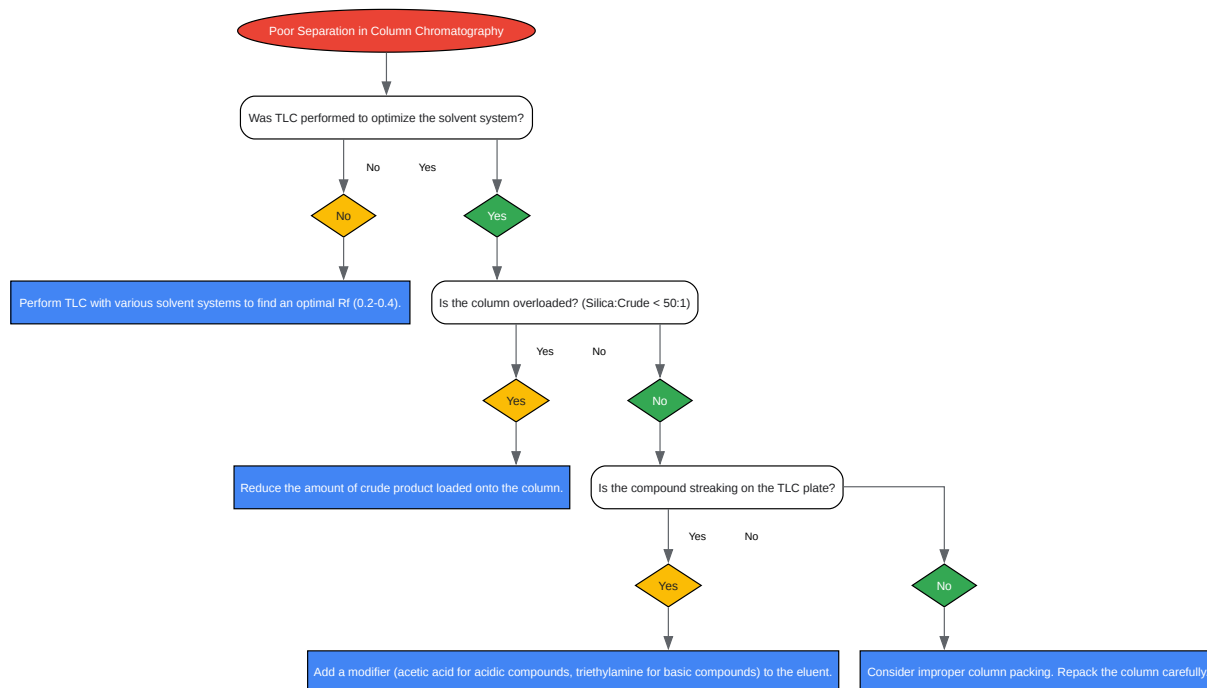 Poor Separation in Column Chromatography
Was TLC performed to optimize the solvent system?
No
Yes
No
Yes
Perform TLC with various solvent systems to find an optimal Rf (0.2-0.4).
Is the column overloaded? (Silica:Crude < 50:1)
Yes
No
Yes
No
Reduce the amount of crude product loaded onto the column.
Is the compound streaking on the TLC plate?
Yes
No
Yes
No
Add a modifier (acetic acid for acidic compounds, triethylamine for basic compounds) to the eluent.
Consider improper column packing. Repack the column carefully.